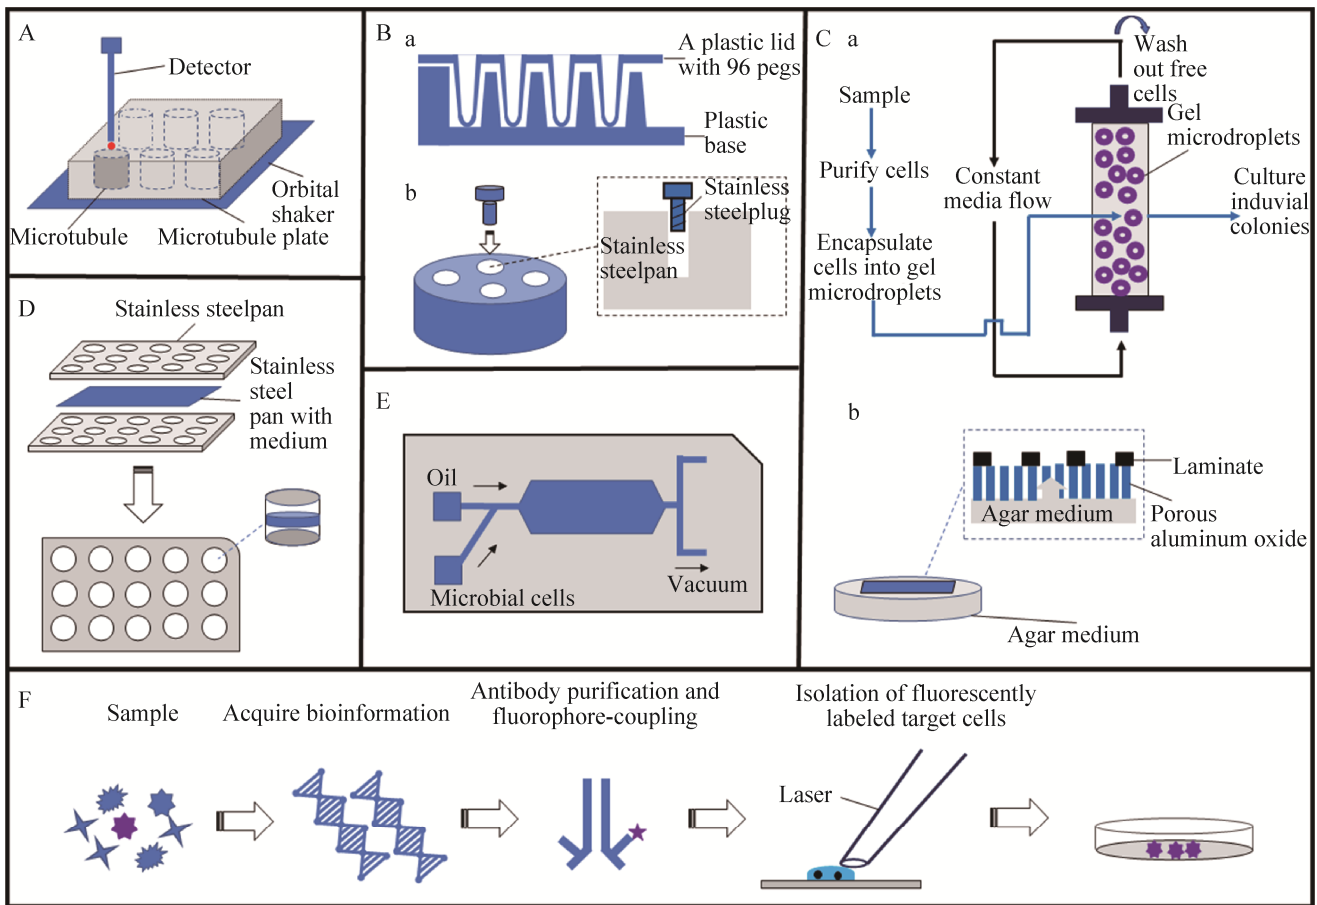 A
Detector
Orbital
shaker
Microtubule
Microtubule plate
B
a
A plastic lid
with 96 pegs
Plastic
base
b
Stainless
steelplug
Stainless
steelpan
C
a
Wash
out free
cells
Sample
Gel
microdroplets
Purify cells
Constant
media flow
Culture
induvial
colonies
Encapsulate
cells into gel
microdroplets
b
Laminate
Agar medium
Porous
aluminum oxide
Agar medium
D
Stainless steelpan
Stainless
steel
pan with
medium
E
Oil
Microbial cells
Vacuum
F
Sample
Acquire bioinformation
Antibody purification and
fluorophore-coupling
Isolation of fluorescently
labeled target cells
Laser